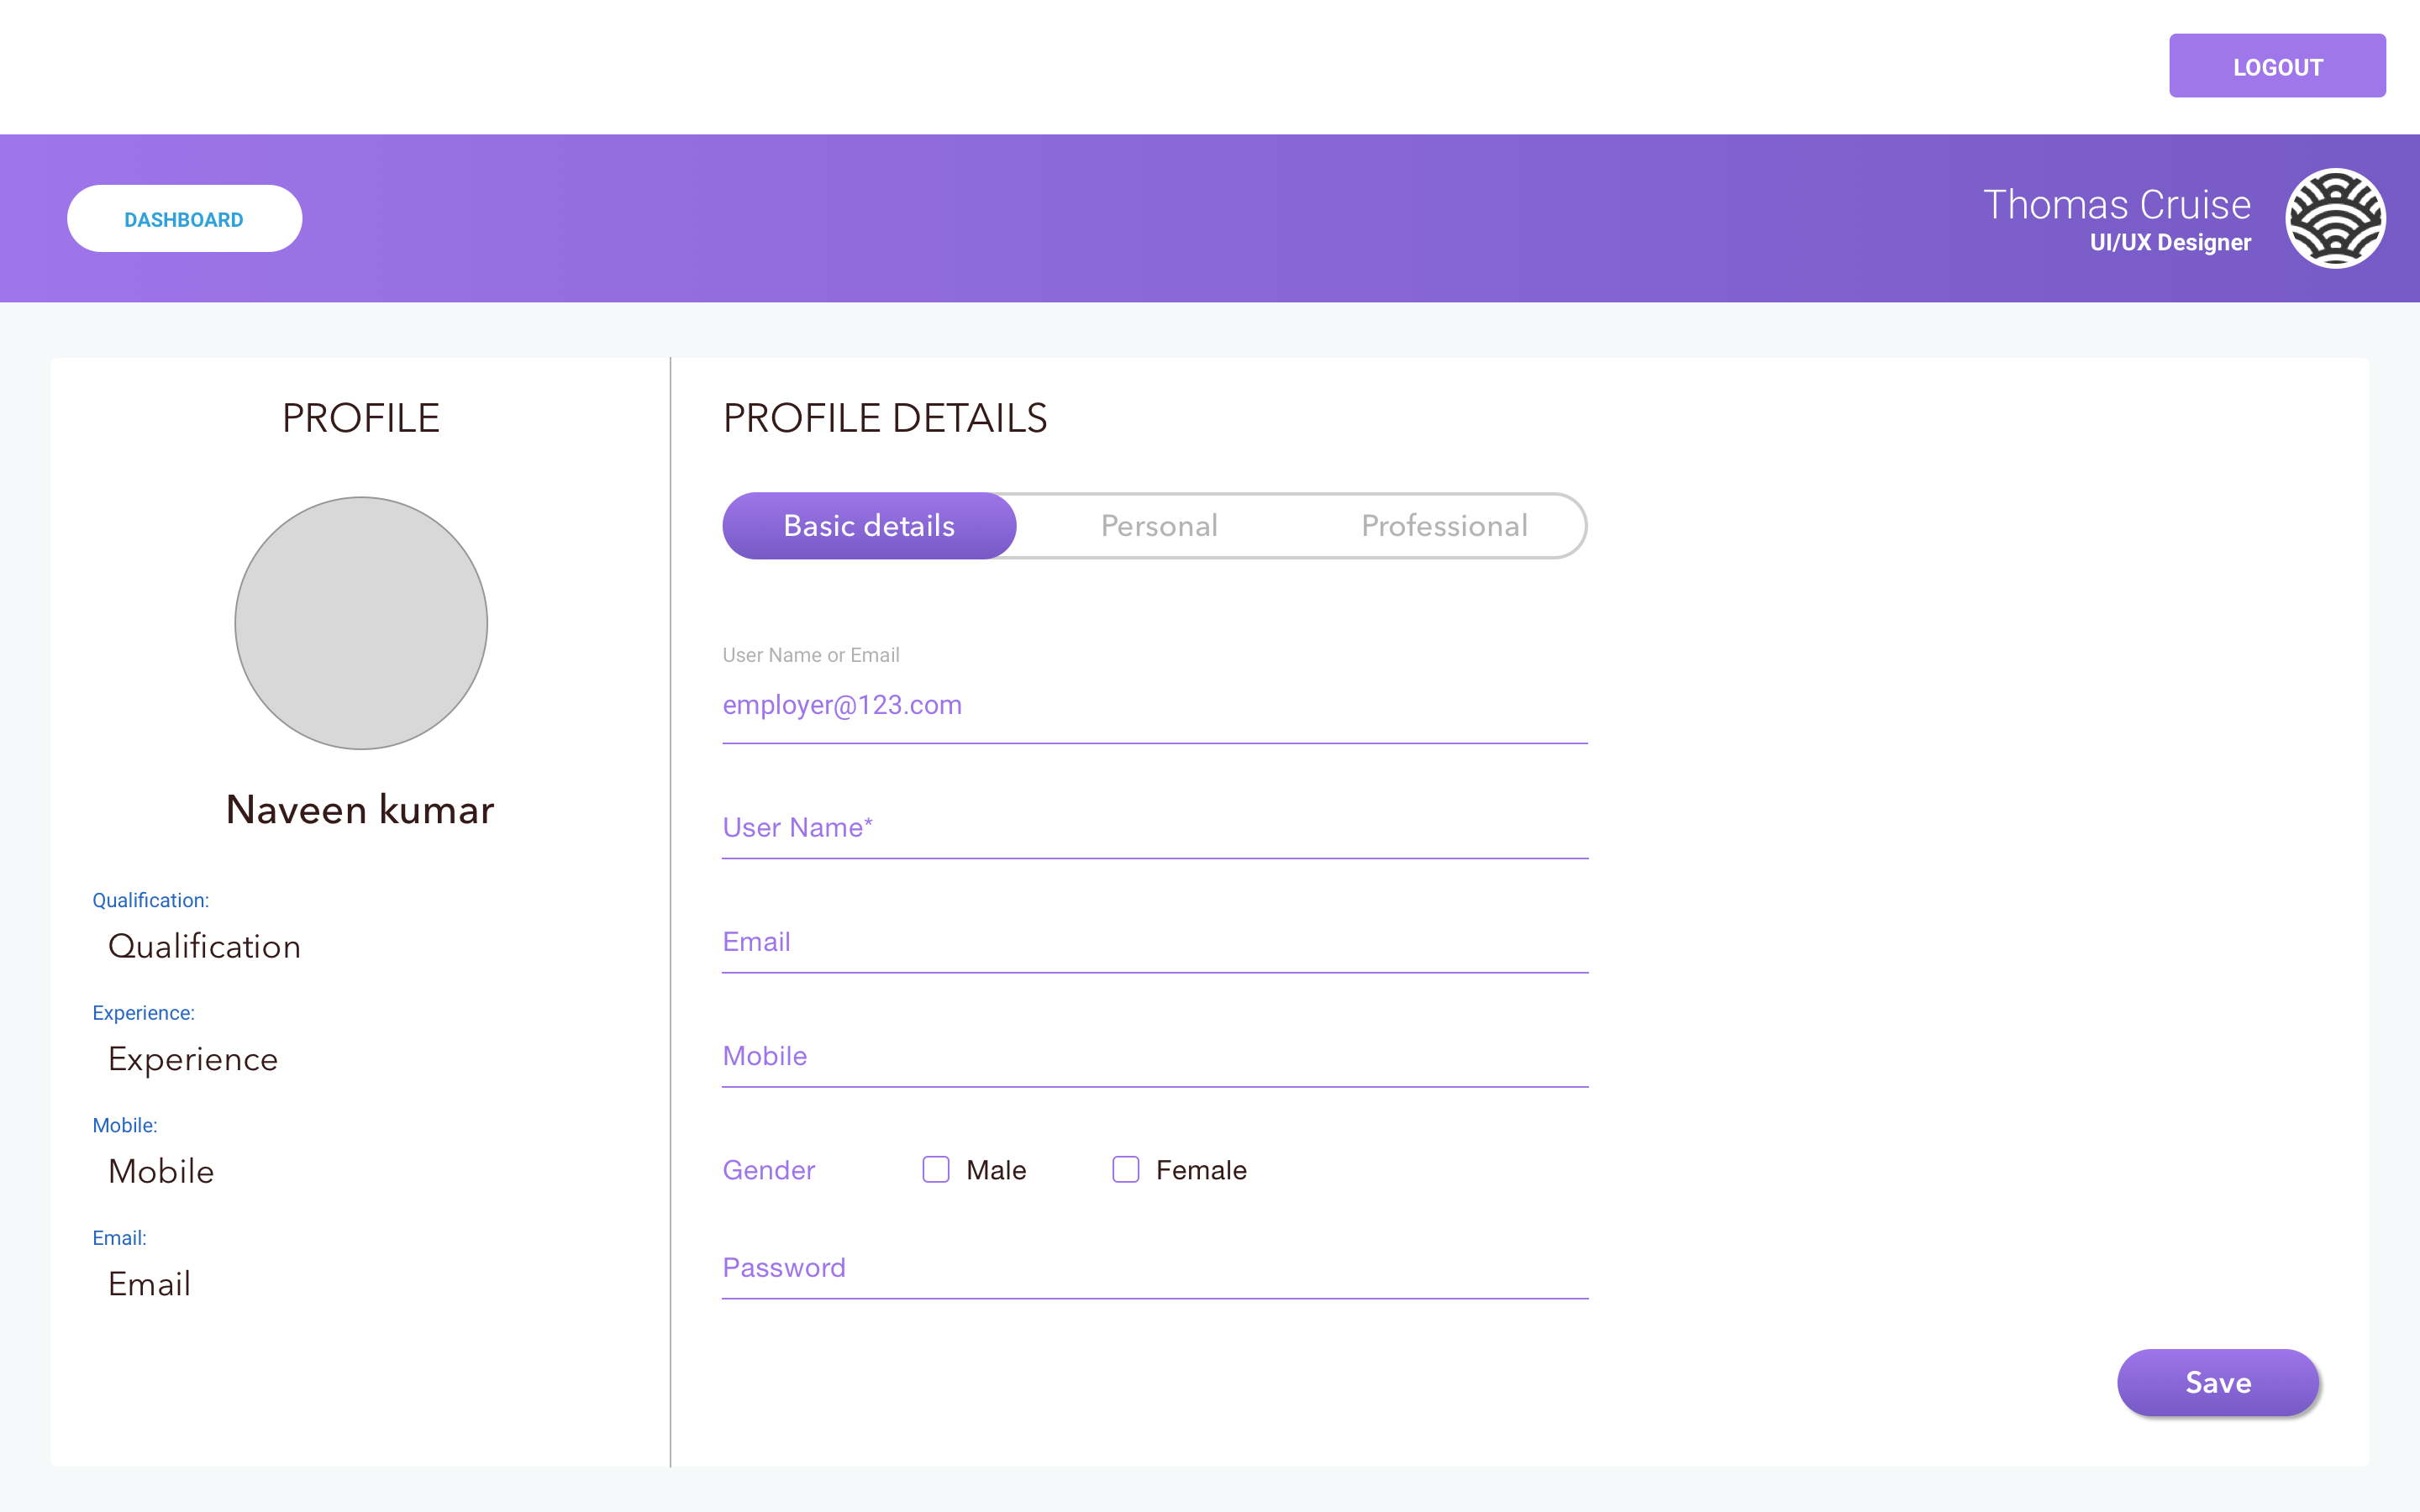 LOGOUT
DASHBOARD
Thomas Cruise
UI/UX Designer
PROFILE
Naveen kumar
Qualification:
Qualification
Experience:
Experience
Mobile:
Mobile
Email:
Email
PROFILE DETAILS
Basic details Personal Professional
User Name or Email
employer@123.com
User Name*
Email
Mobile
Gender Male Female
Password
Save